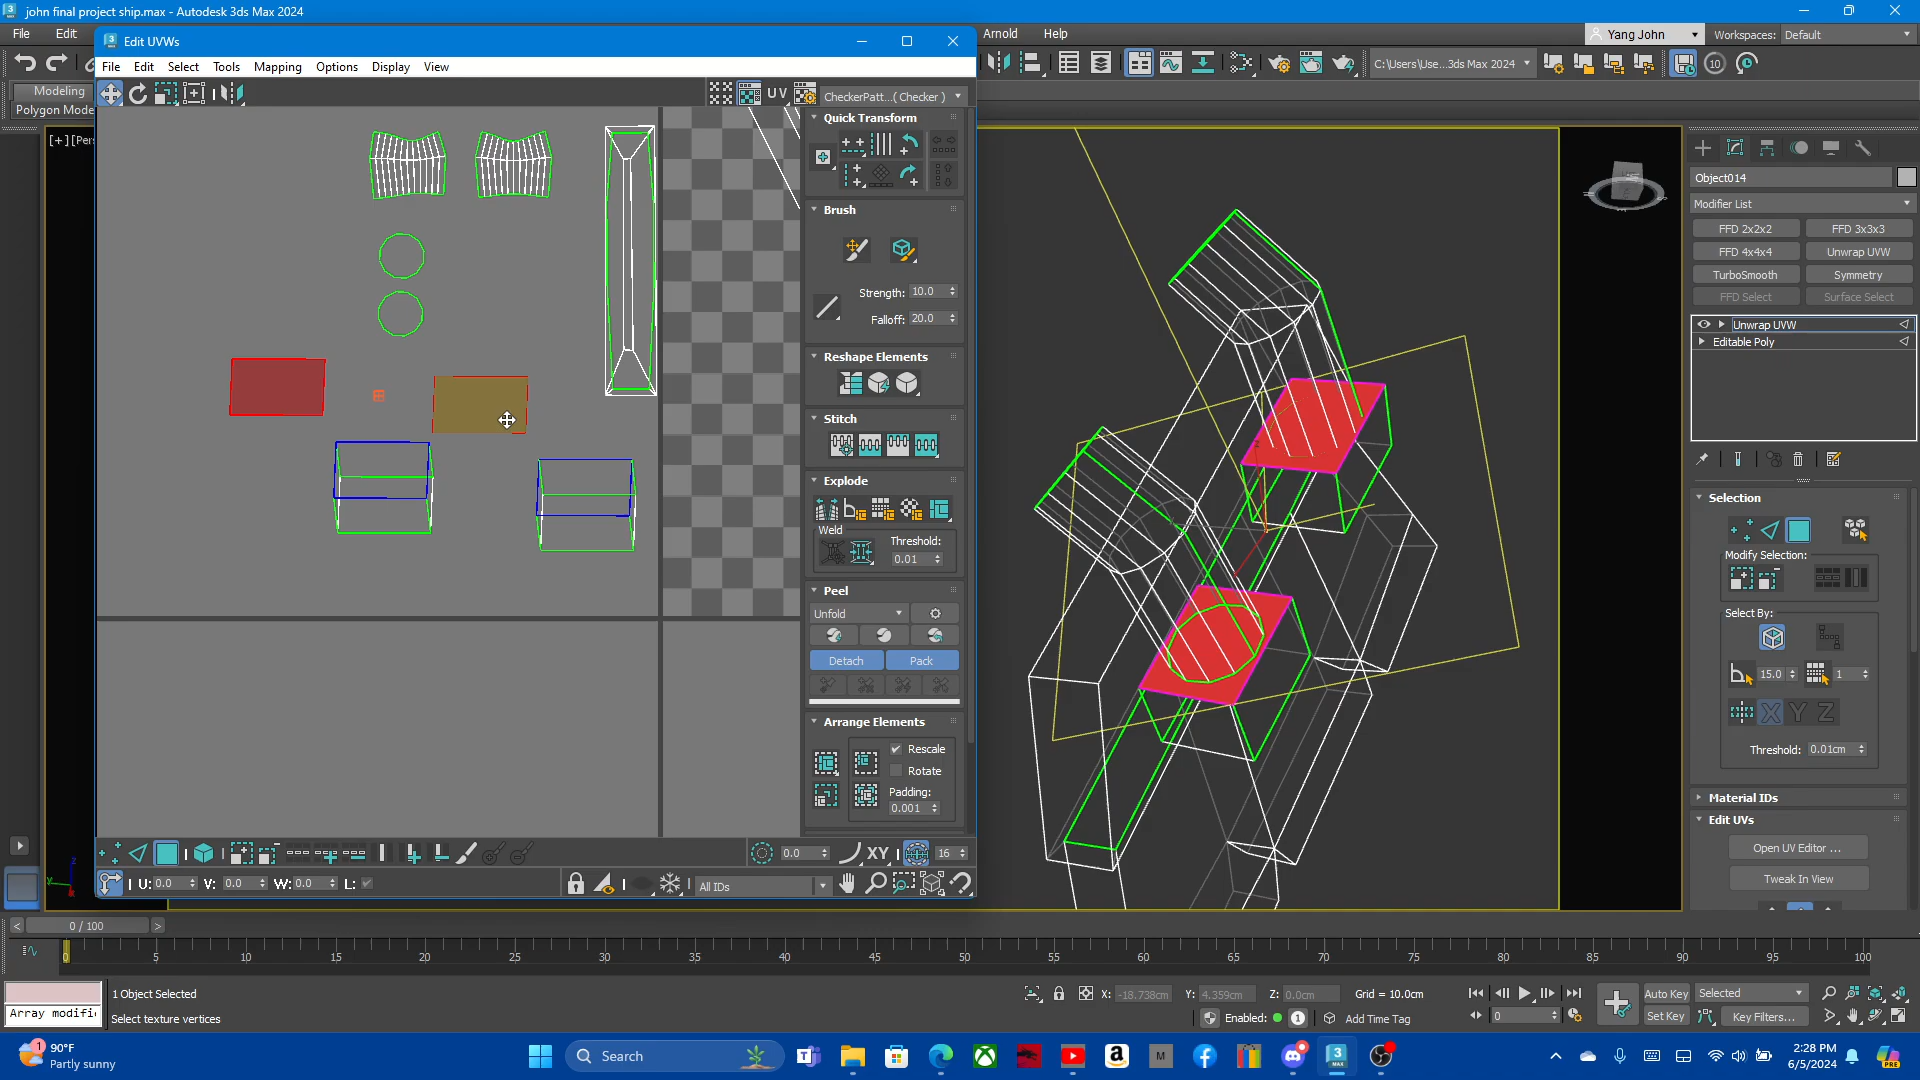 john final project ship.max - Autodesk 3ds Max 2024
File
Edit
Arnold
Help
Yang John
Workspaces:
Default
Edit UVWs
File
Edit
Select
Tools
Mapping
Options
Display
View
C:\Users\Use...3ds Max 2024
10
Modeling
Polygon Mode
UV
CheckerPatt...( Checker )
[+][Per
Quick Transform
Brush
Strength: 10.0
Falloff: 20.0
Reshape Elements
Stitch
Explode
Weld
Threshold:
0.01
Peel
Unfold
Detach
Pack
Arrange Elements
Rescale
Rotate
Padding:
0.001
0.0
XY
16
U: 0.0
V: 0.0
W: 0.0
L:
All IDs
Object014
Modifier List
FFD 2x2x2
FFD 3x3x3
FFD 4x4x4
Unwrap UVW
TurboSmooth
Symmetry
FFD Select
Surface Select
Unwrap UVW
Editable Poly
Selection
Modify Selection:
Select By:
15.0
1
X Y Z
Threshold: 0.01cm
Material IDs
Edit UVs
Open UV Editor ...
Tweak In View
0 / 100
0 5 10 15 20 25 30 35 40 45 50 55 60 65 70 75 80 85 90 95 100
Array modifi
1 Object Selected
Select texture vertices
X: -18.738cm
Y: 4.359cm
Z: 0.0cm
Grid = 10.0cm
Enabled:
1
Add Time Tag
0
Auto Key
Selected
Set Key
Key Filters...
1
90°F
Partly sunny
Search
M
3
MAX
2:28 PM
6/5/2024
PRE